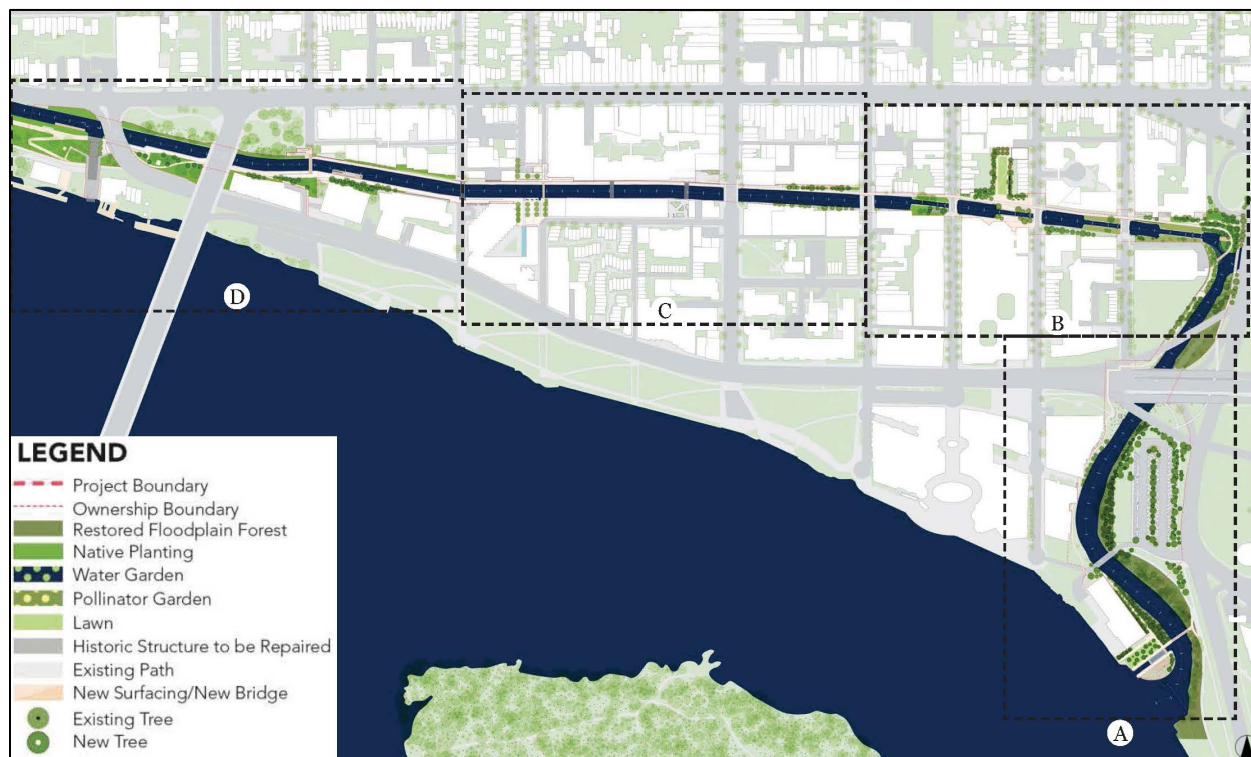 D
C
B
A
LEGEND
Project Boundary
Ownership Boundary
Restored Floodplain Forest
Native Planting
Water Garden
Pollinator Garden
Lawn
Historic Structure to be Repaired
Existing Path
New Surfacing/New Bridge
Existing Tree
New Tree